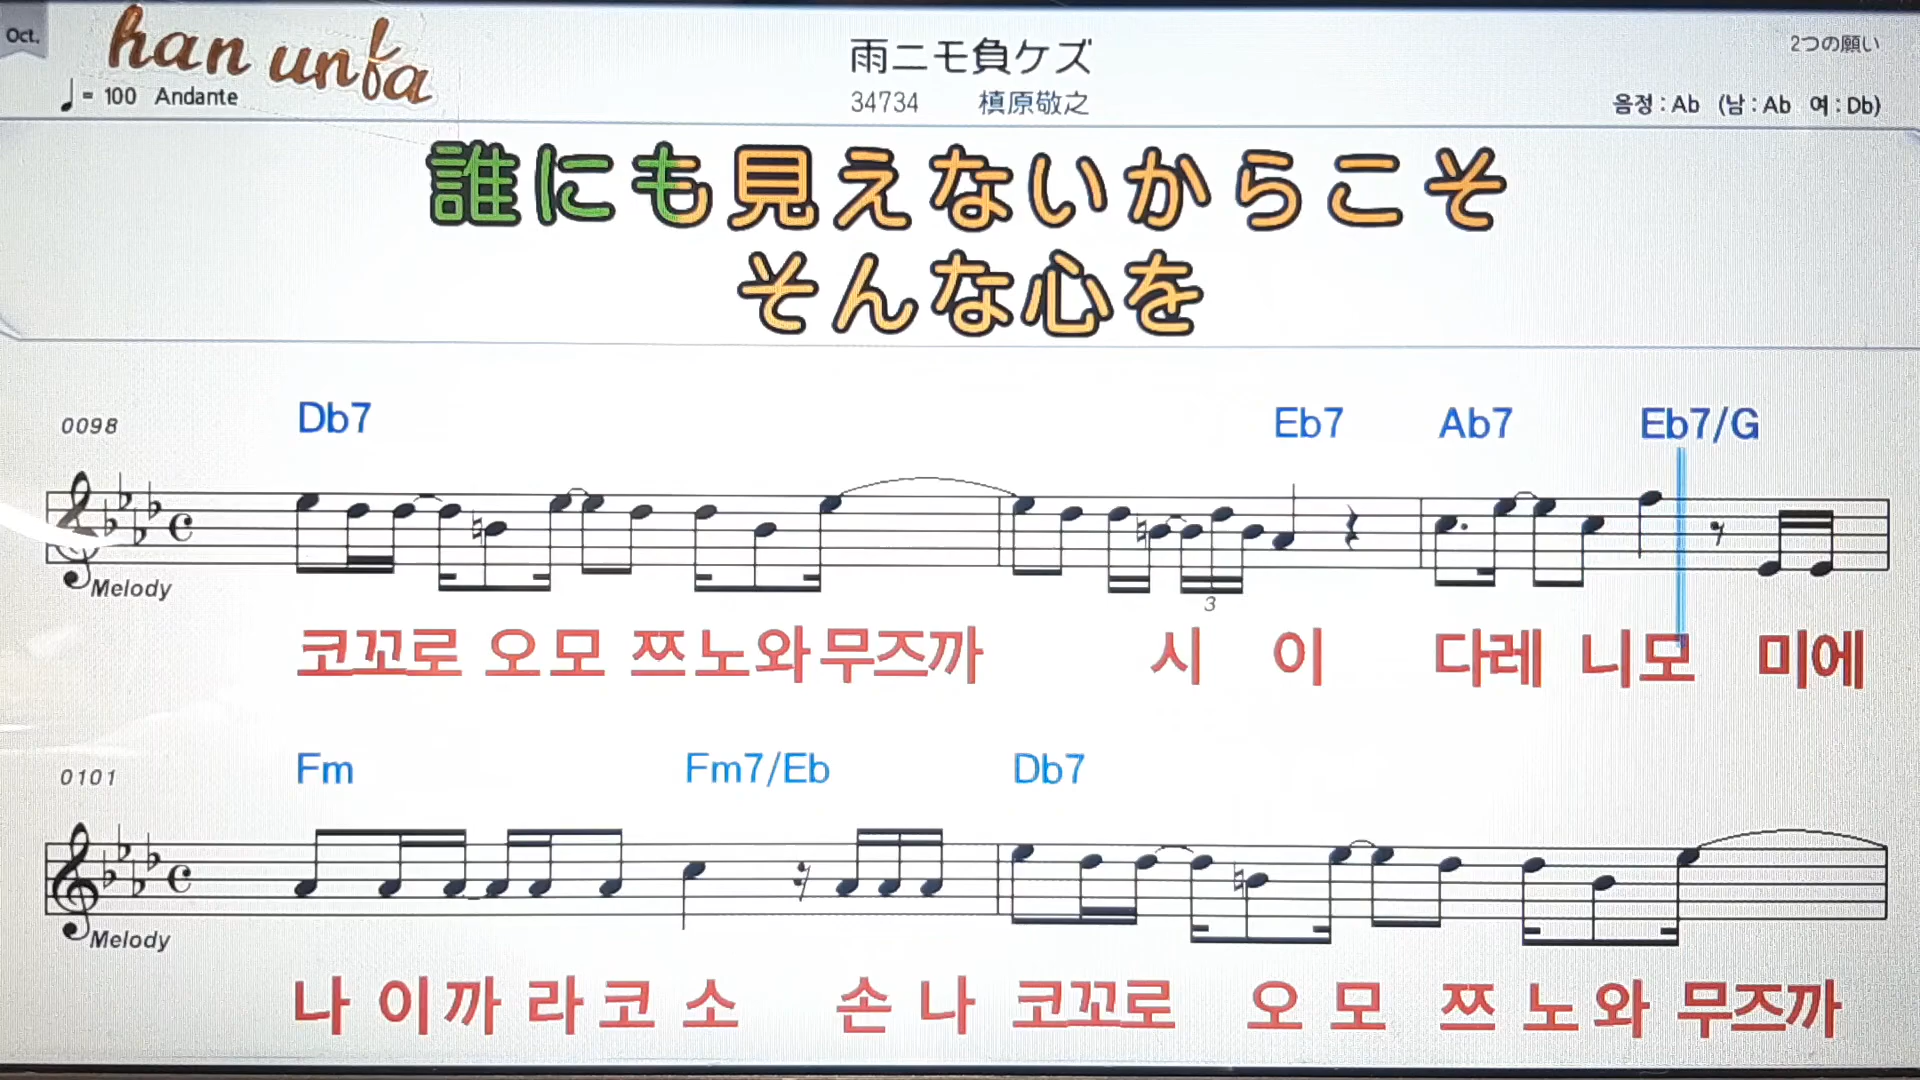 Oct.
han unfa
= 100 Andante
雨ニモ負ケズ
34734 槙原敬之
2つの願い
음정 : Ab (남 : Ab 여 : Db)
誰にも見えないからこそ
そんな心を
0098 Db7 Eb7 Ab7 Eb7/G
Melody
3
코꼬로 오모 쯔노와무즈까 시 이 다레 니모 미에
0101 Fm Fm7/Eb Db7
Melody
나 이까 라코 소 손 나 코꼬로 오 모 쯔 노 와 무즈까